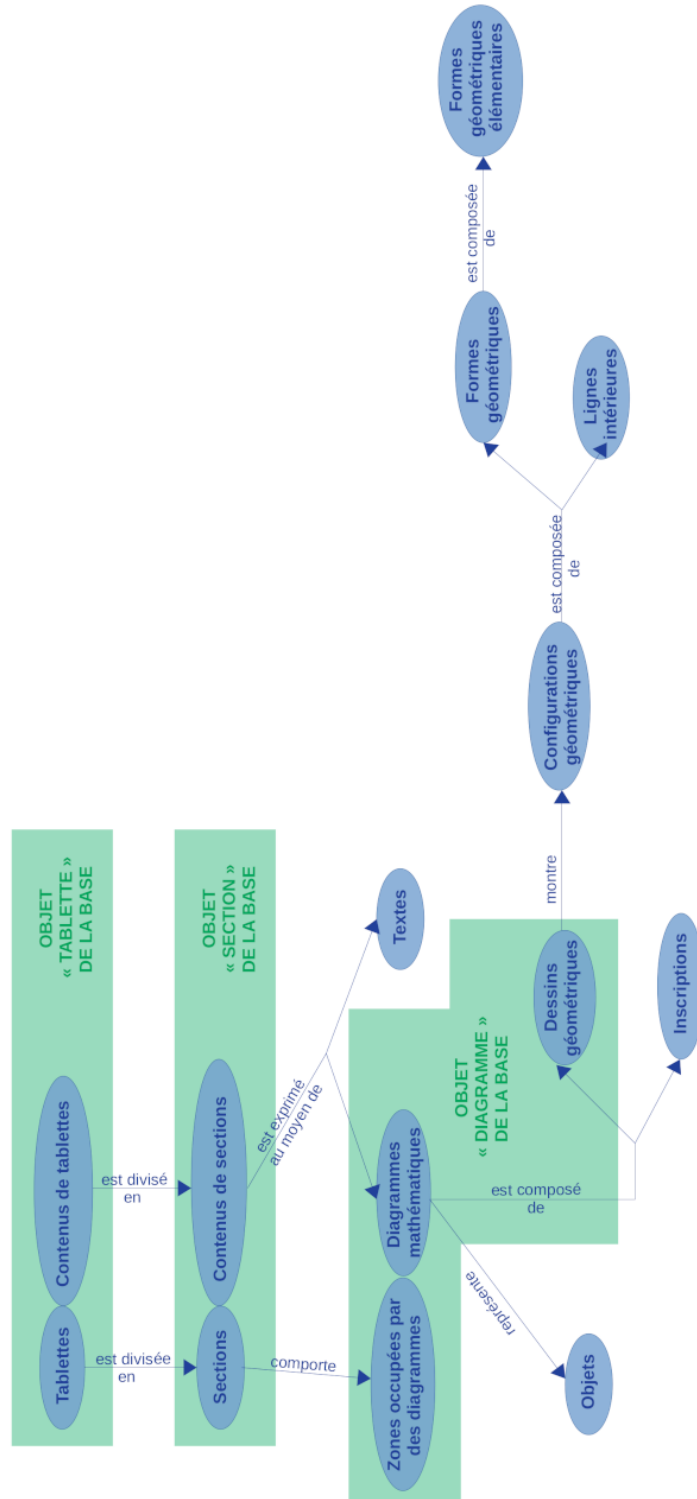 OBJET
« TABLETTE »
DE LA BASE
Tablettes
Contenus de tablettes
est divisée
en
est divisé
en
OBJET
« SECTION »
DE LA BASE
Sections
Contenus de sections
comporte
est exprimé
au moyen de
Zones occupées par
des diagrammes
Diagrammes
mathématiques
Textes
OBJET
« DIAGRAMME »
DE LA BASE
représente
est composé
de
Objets
Dessins
géométriques
Inscriptions
montre
Configurations
géométriques
est composée
de
Formes
géométriques
Lignes
intérieures
est composée
de
Formes
géométriques
élémentaires